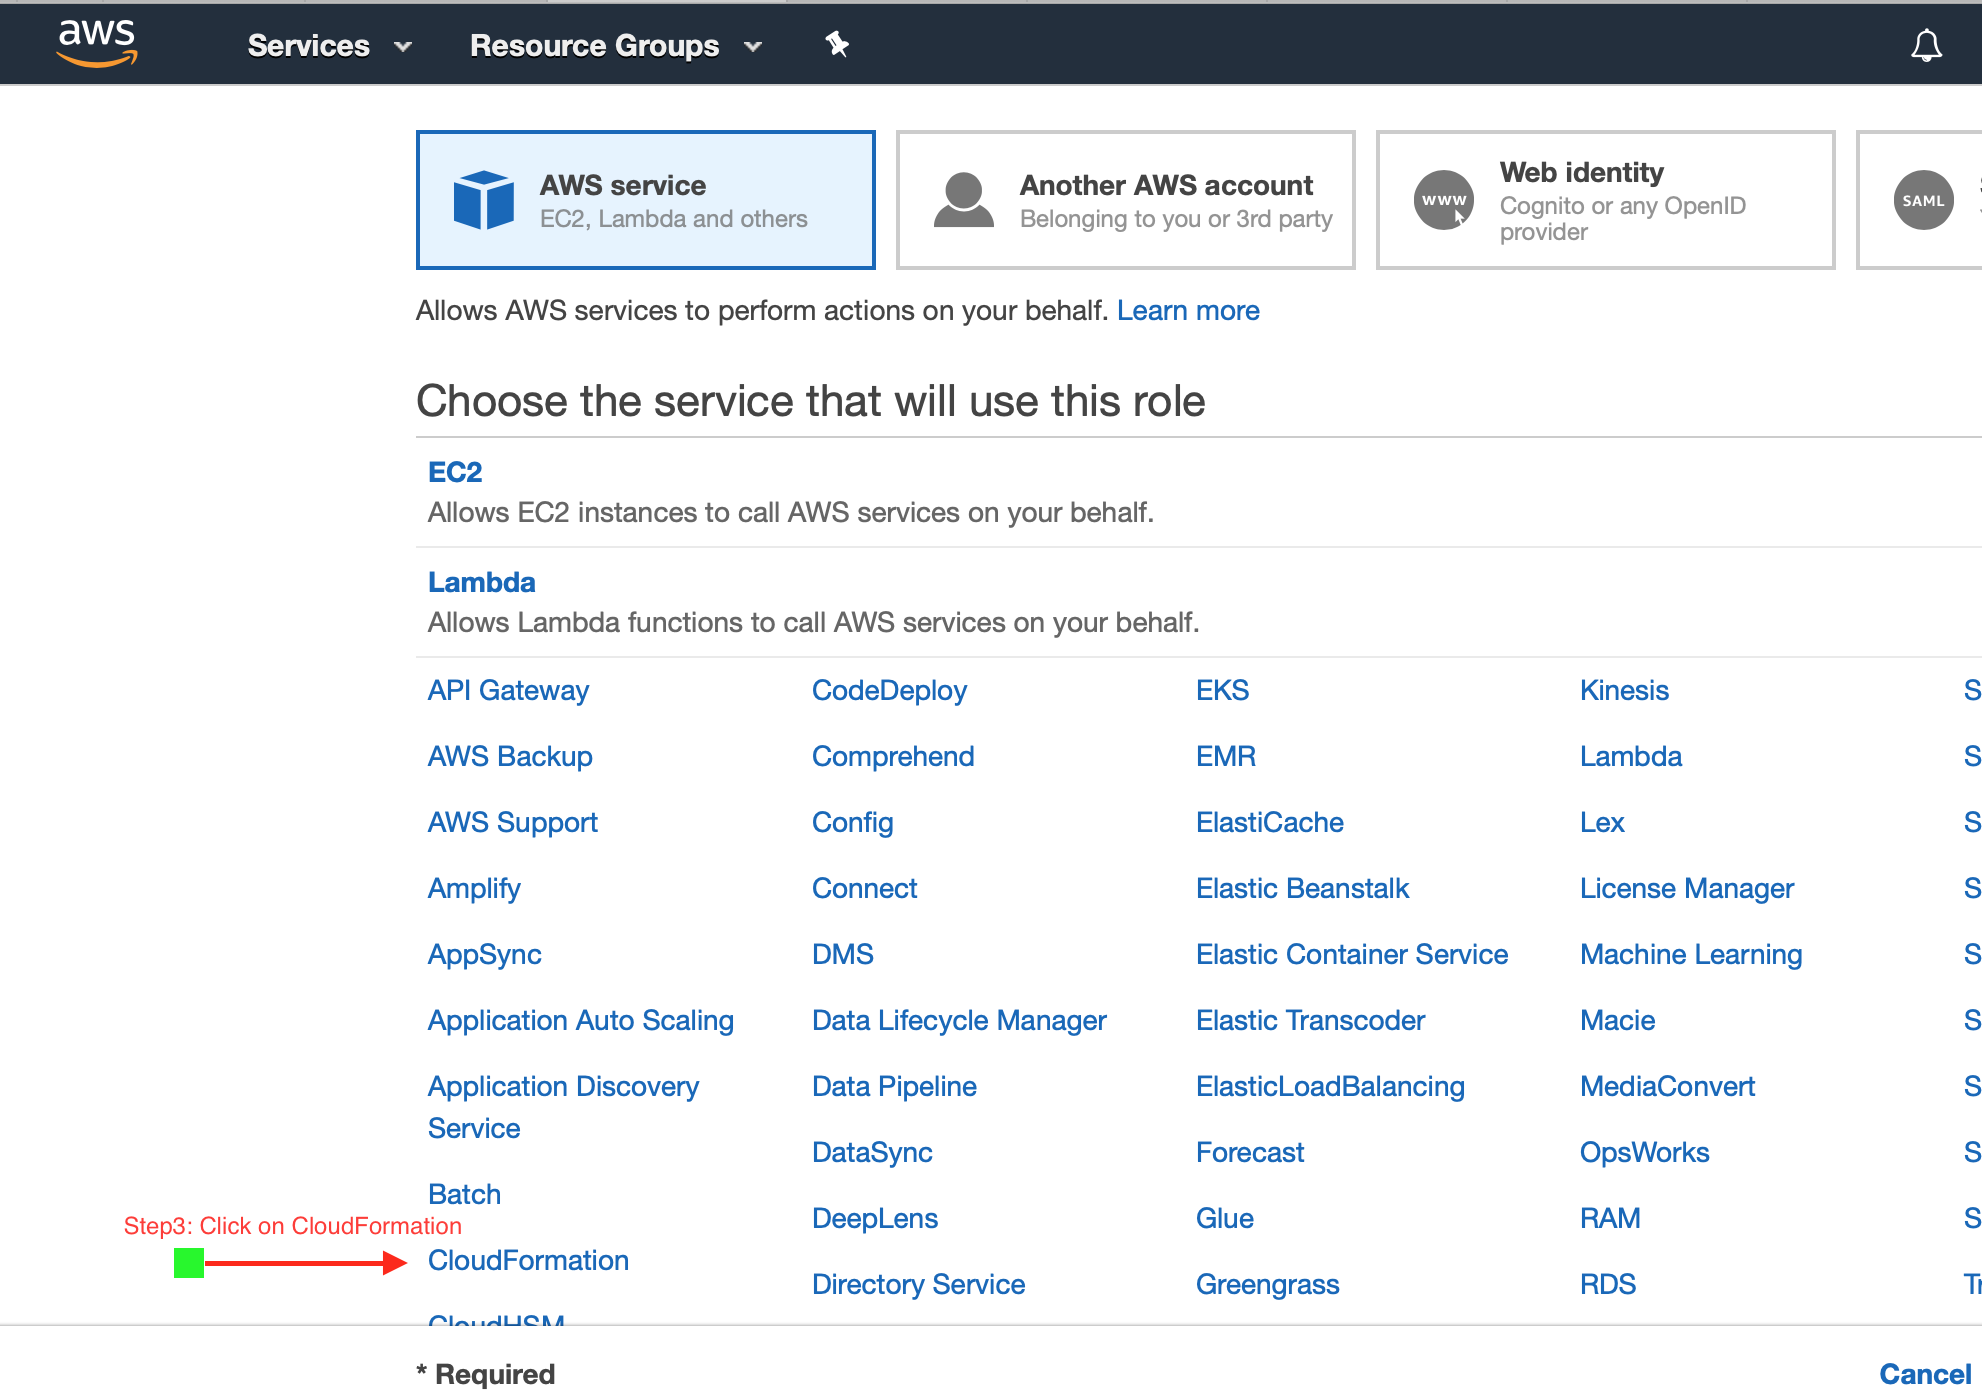 aws
Services
Resource Groups
AWS service
EC2, Lambda and others
Another AWS account
Belonging to you or 3rd party
www
Web identity
Cognito or any OpenID
provider
SAML
Allows AWS services to perform actions on your behalf. Learn more
Choose the service that will use this role
EC2
Allows EC2 instances to call AWS services on your behalf.
Lambda
Allows Lambda functions to call AWS services on your behalf.
API Gateway
AWS Backup
AWS Support
Amplify
AppSync
Application Auto Scaling
Application Discovery
Service
Batch
Step3: Click on CloudFormation
CloudFormation
CloudHSM
CodeDeploy
Comprehend
Config
Connect
DMS
Data Lifecycle Manager
Data Pipeline
DataSync
DeepLens
Directory Service
EKS
EMR
ElastiCache
Elastic Beanstalk
Elastic Container Service
Elastic Transcoder
ElasticLoadBalancing
Forecast
Glue
Greengrass
Kinesis
Lambda
Lex
License Manager
Machine Learning
Macie
MediaConvert
OpsWorks
RAM
RDS
* Required
Cancel